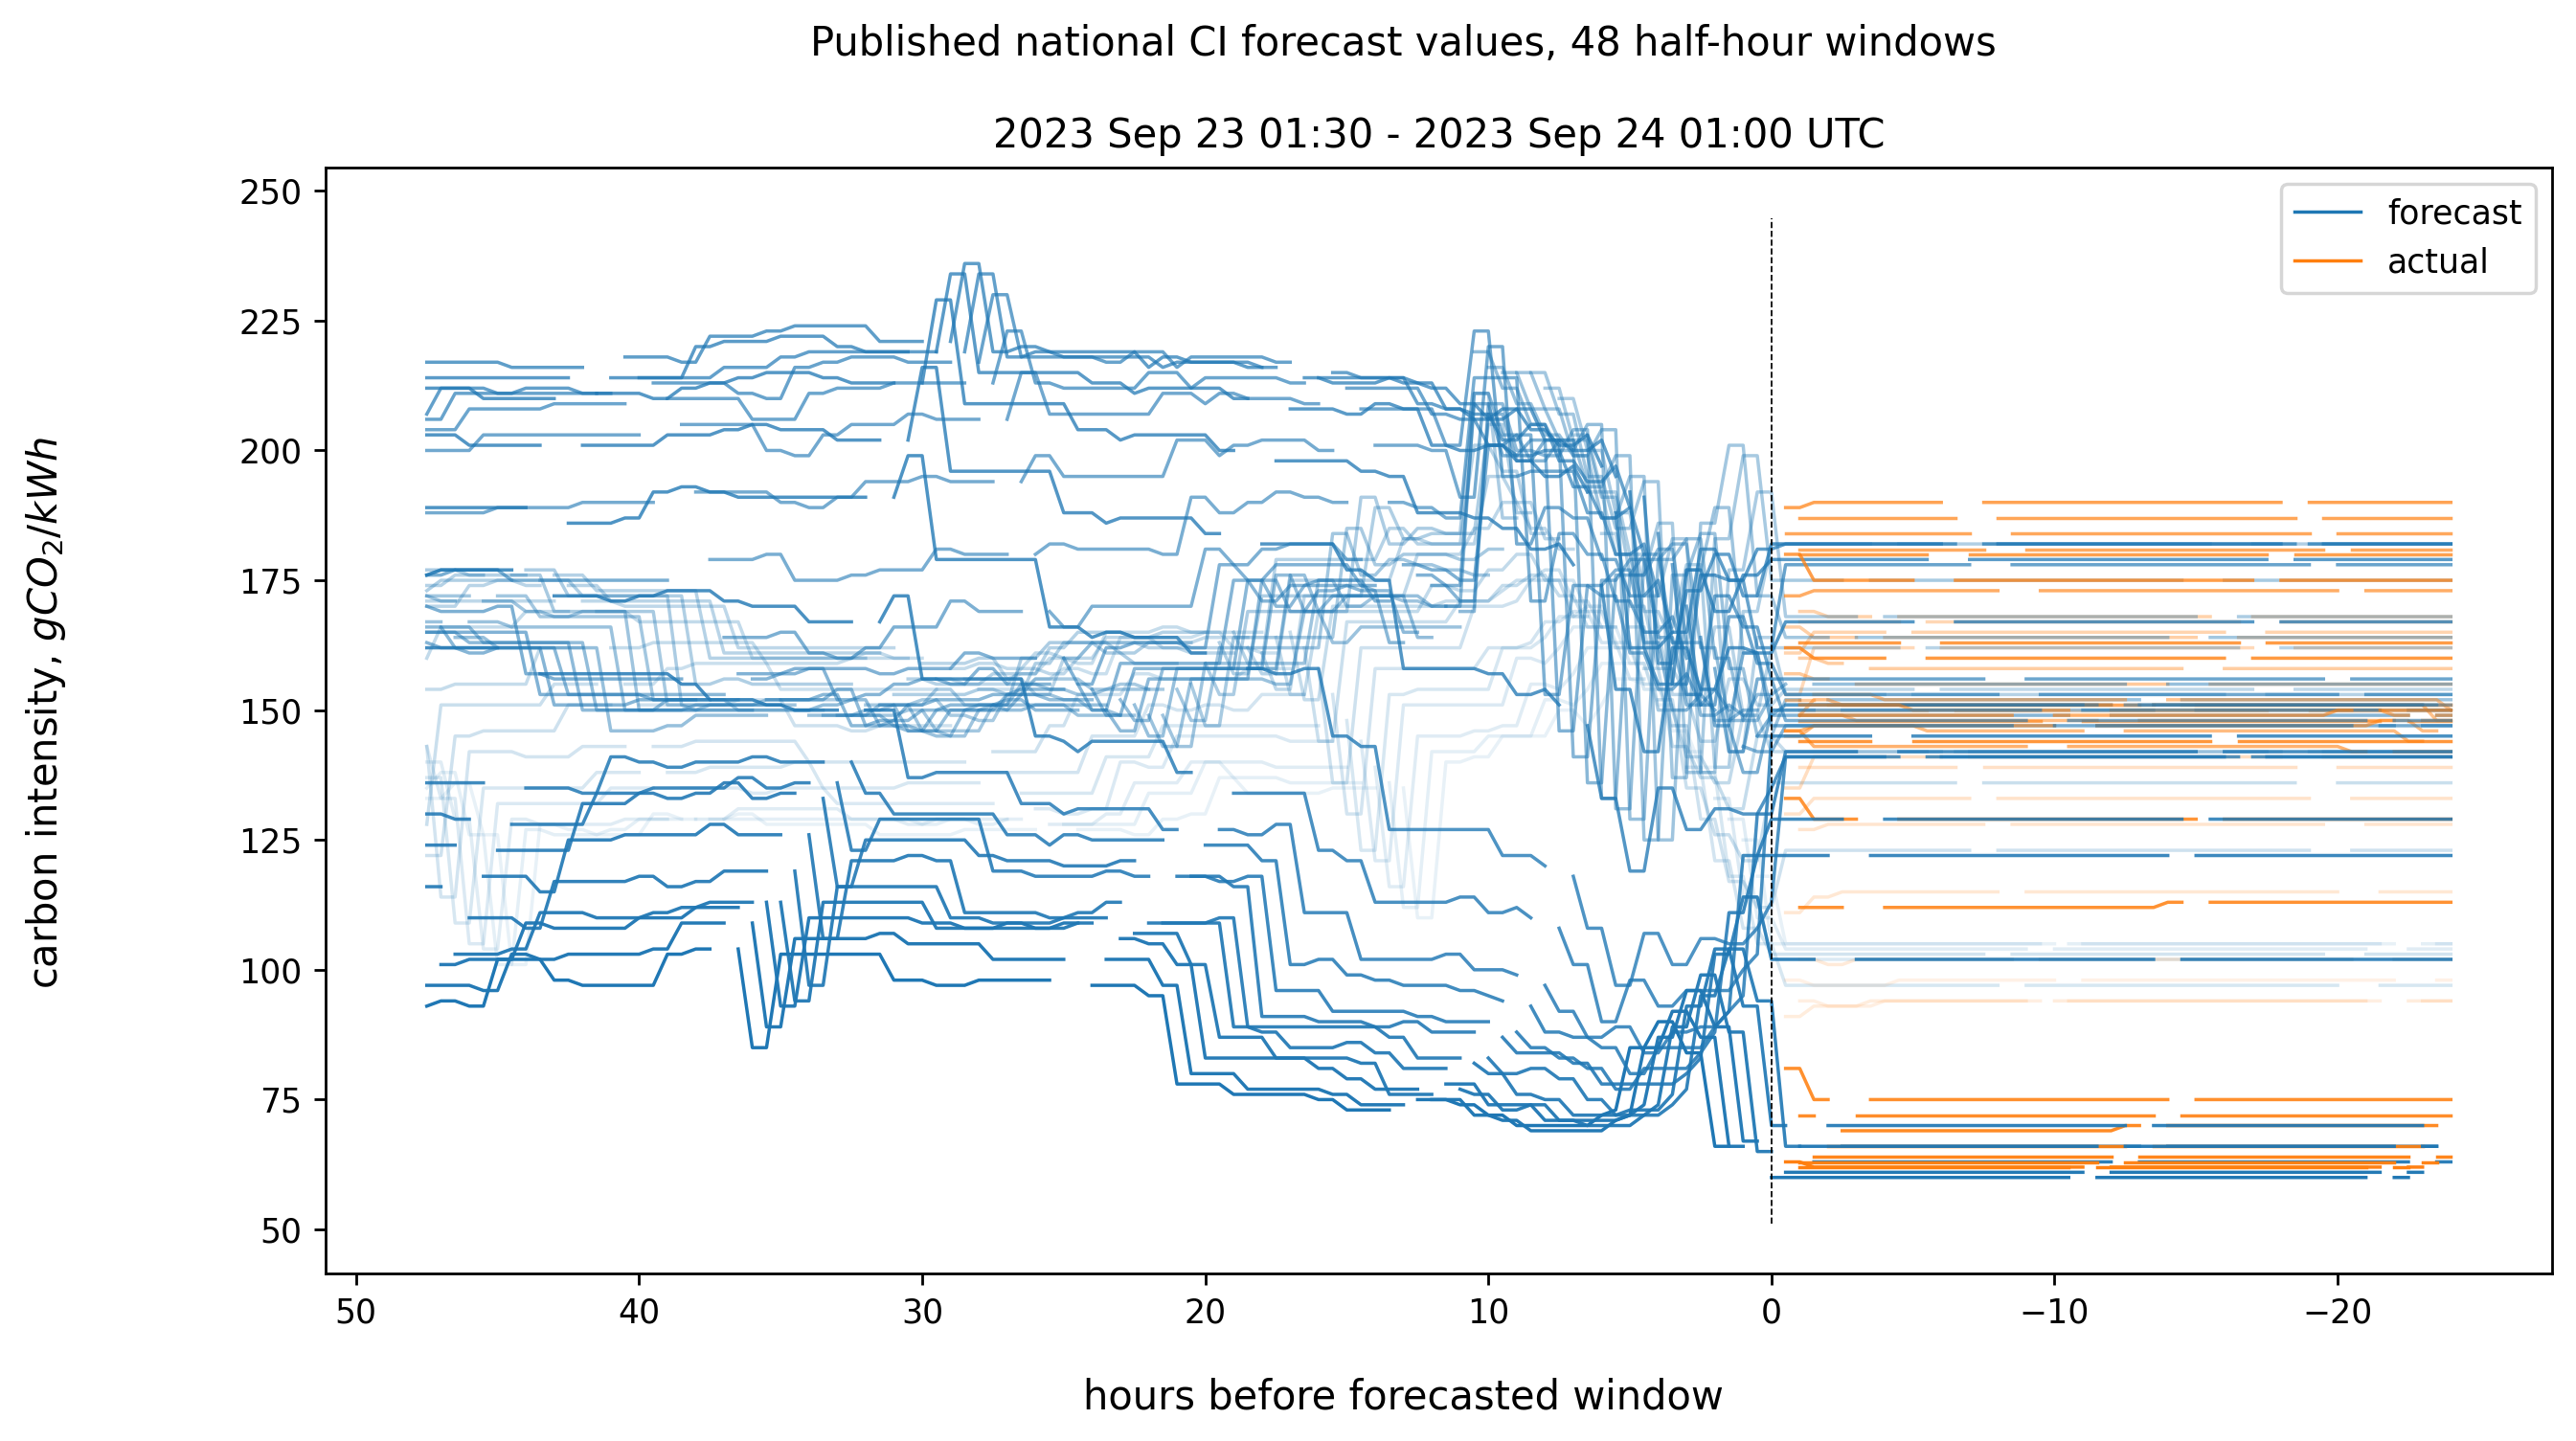 Published national CI forecast values, 48 half-hour windows
2023 Sep 23 01:30 - 2023 Sep 24 01:00 UTC
carbon intensity, gCO₂/kWh
250
225
200
175
150
125
100
75
50
forecast
actual
50
40
30
20
10
0
−10
−20
hours before forecasted window